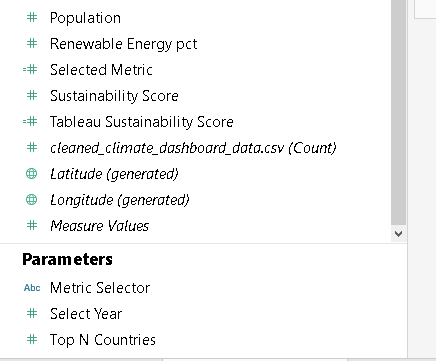 Population
Renewable Energy pct
Selected Metric
Sustainability Score
Tableau Sustainability Score
cleaned_climate_dashboard_data.csv (Count)
Latitude (generated)
Longitude (generated)
Measure Values
Parameters
Abc Metric Selector
Select Year
Top N Countries